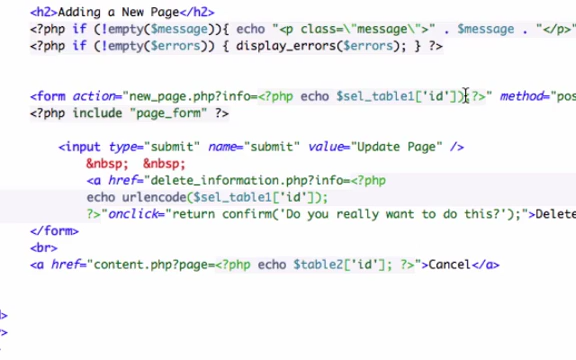 <h2>Adding a New Page</h2>
<?php if (!empty($message)){ echo "<p class=\"message\">" . $message . "</p>"
<?php if (!empty($errors)) { display_errors($errors); } ?>
<form action="new_page.php?info=<?php echo $sel_table1['id']);?>" method="pos
<?php include "page_form" ?>
<input type="submit" name="submit" value="Update Page" />
&nbsp; &nbsp;
<a href="delete_information.php?info=<?php
echo urlencode($sel_table1['id']);
?>"onclick="return confirm('Do you really want to do this?');">Delete
</form>
<br>
<a href="content.php?page=<?php echo $table2['id']; ?>">Cancel</a>
>
>